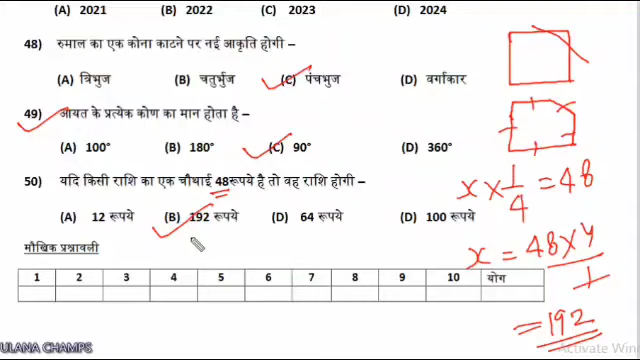 (A) 2021 (B) 2022 (C) 2023 (D) 2024
48) रुमाल का एक कोना काटने पर नई आकृति होगी –
(A) त्रिभुज (B) चतुर्भुज (C) पंचभुज (D) वर्गाकार
49) आयत के प्रत्येक कोण का मान होता है –
(A) 100° (B) 180° (C) 90° (D) 360°
50) यदि किसी राशि का एक चौथाई 48रूपये है तो वह राशि होगी –
(A) 12 रूपये (B) 192 रूपये (D) 64 रूपये (D) 100 रूपये
मौखिक प्रश्नावली
1 2 3 4 5 6 7 8 9 10 योग
x × 1/4 = 48
x = 48 × 4 / 1
= 192
ULANA CHAMPS
Activate Win